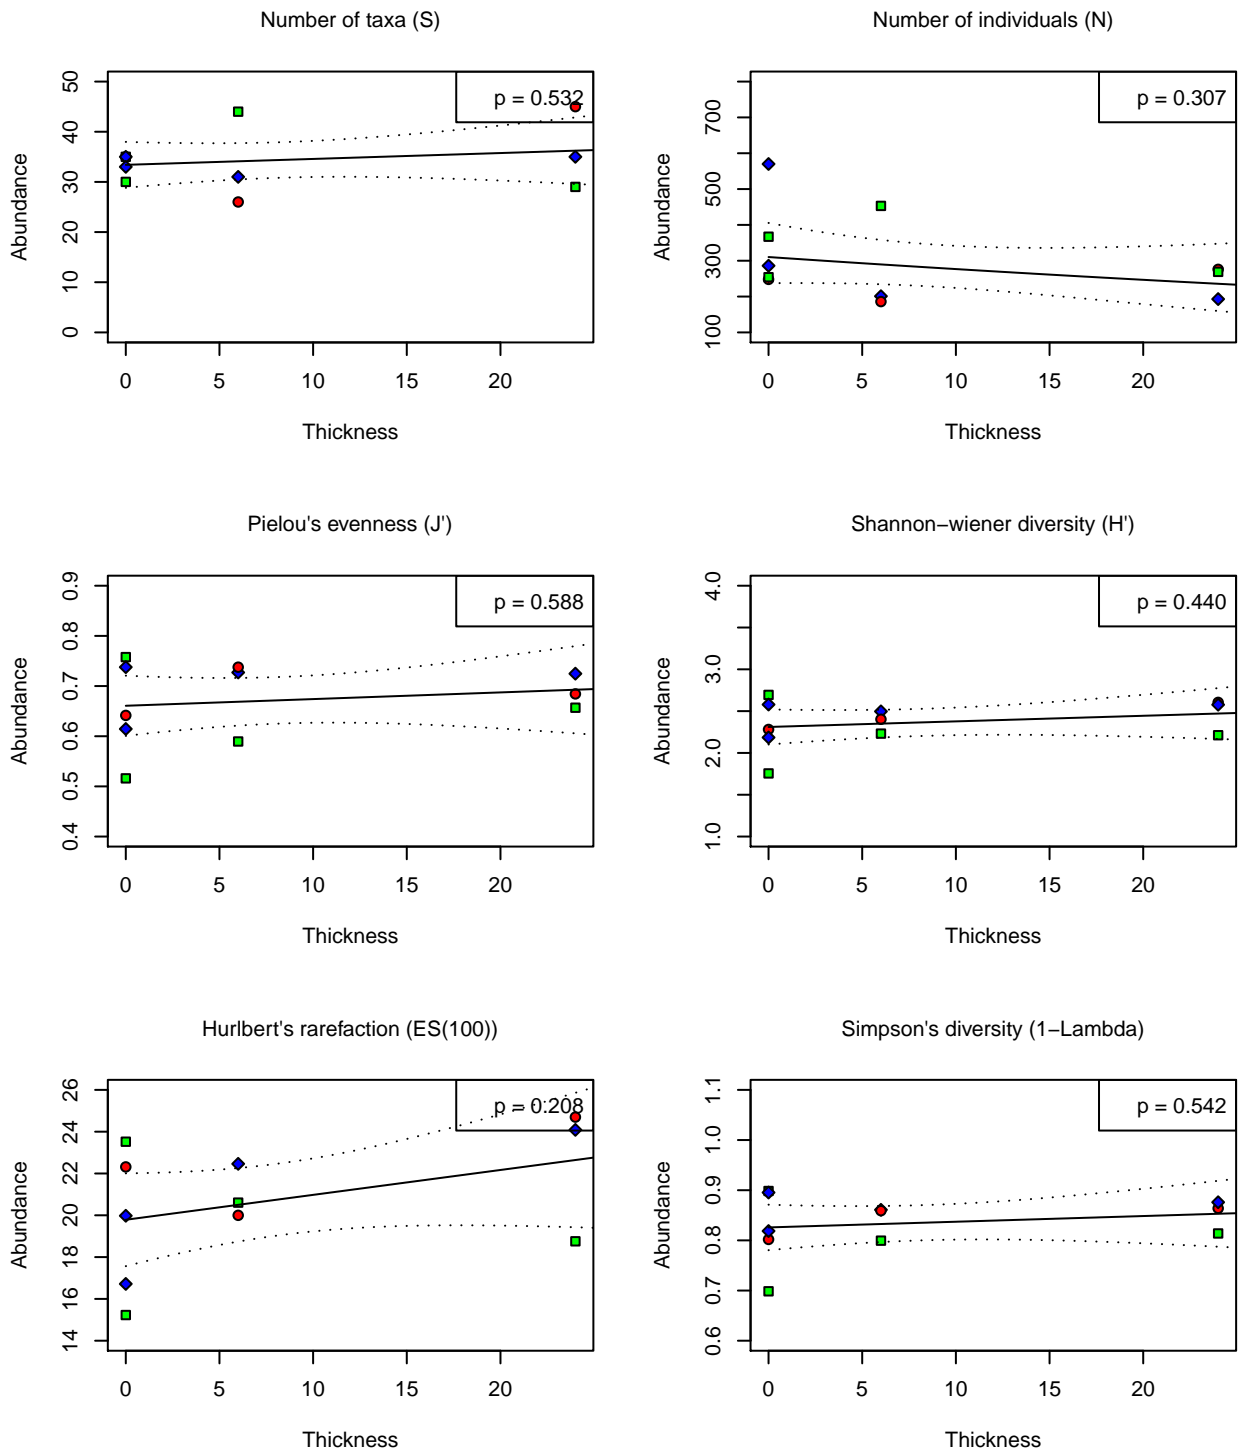 Number of taxa (S)
p = 0.532
Abundance
0 10 20 30 40 50
0 5 10 15 20
Thickness
Number of individuals (N)
p = 0.307
Abundance
100 300 500 700
0 5 10 15 20
Thickness
Pielou's evenness (J')
p = 0.588
Abundance
0.4 0.5 0.6 0.7 0.8 0.9
0 5 10 15 20
Thickness
Shannon−wiener diversity (H')
p = 0.440
Abundance
1.0 2.0 3.0 4.0
0 5 10 15 20
Thickness
Hurlbert's rarefaction (ES(100))
p = 0.208
Abundance
14 16 18 20 22 24 26
0 5 10 15 20
Thickness
Simpson's diversity (1−Lambda)
p = 0.542
Abundance
0.6 0.7 0.8 0.9 1.0 1.1
0 5 10 15 20
Thickness